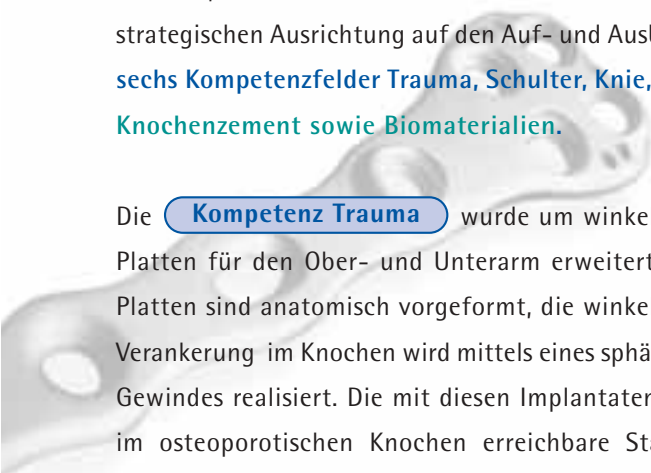 strategischen Ausrichtung auf den Auf- und Ausb
sechs Kompetenzfelder Trauma, Schulter, Knie,
Knochenzement sowie Biomaterialien.
Die Kompetenz Trauma wurde um winke
Platten für den Ober- und Unterarm erweitert
Platten sind anatomisch vorgeformt, die winke
Verankerung im Knochen wird mittels eines sphä
Gewindes realisiert. Die mit diesen Implantaten
im osteoporotischen Knochen erreichbare Sta